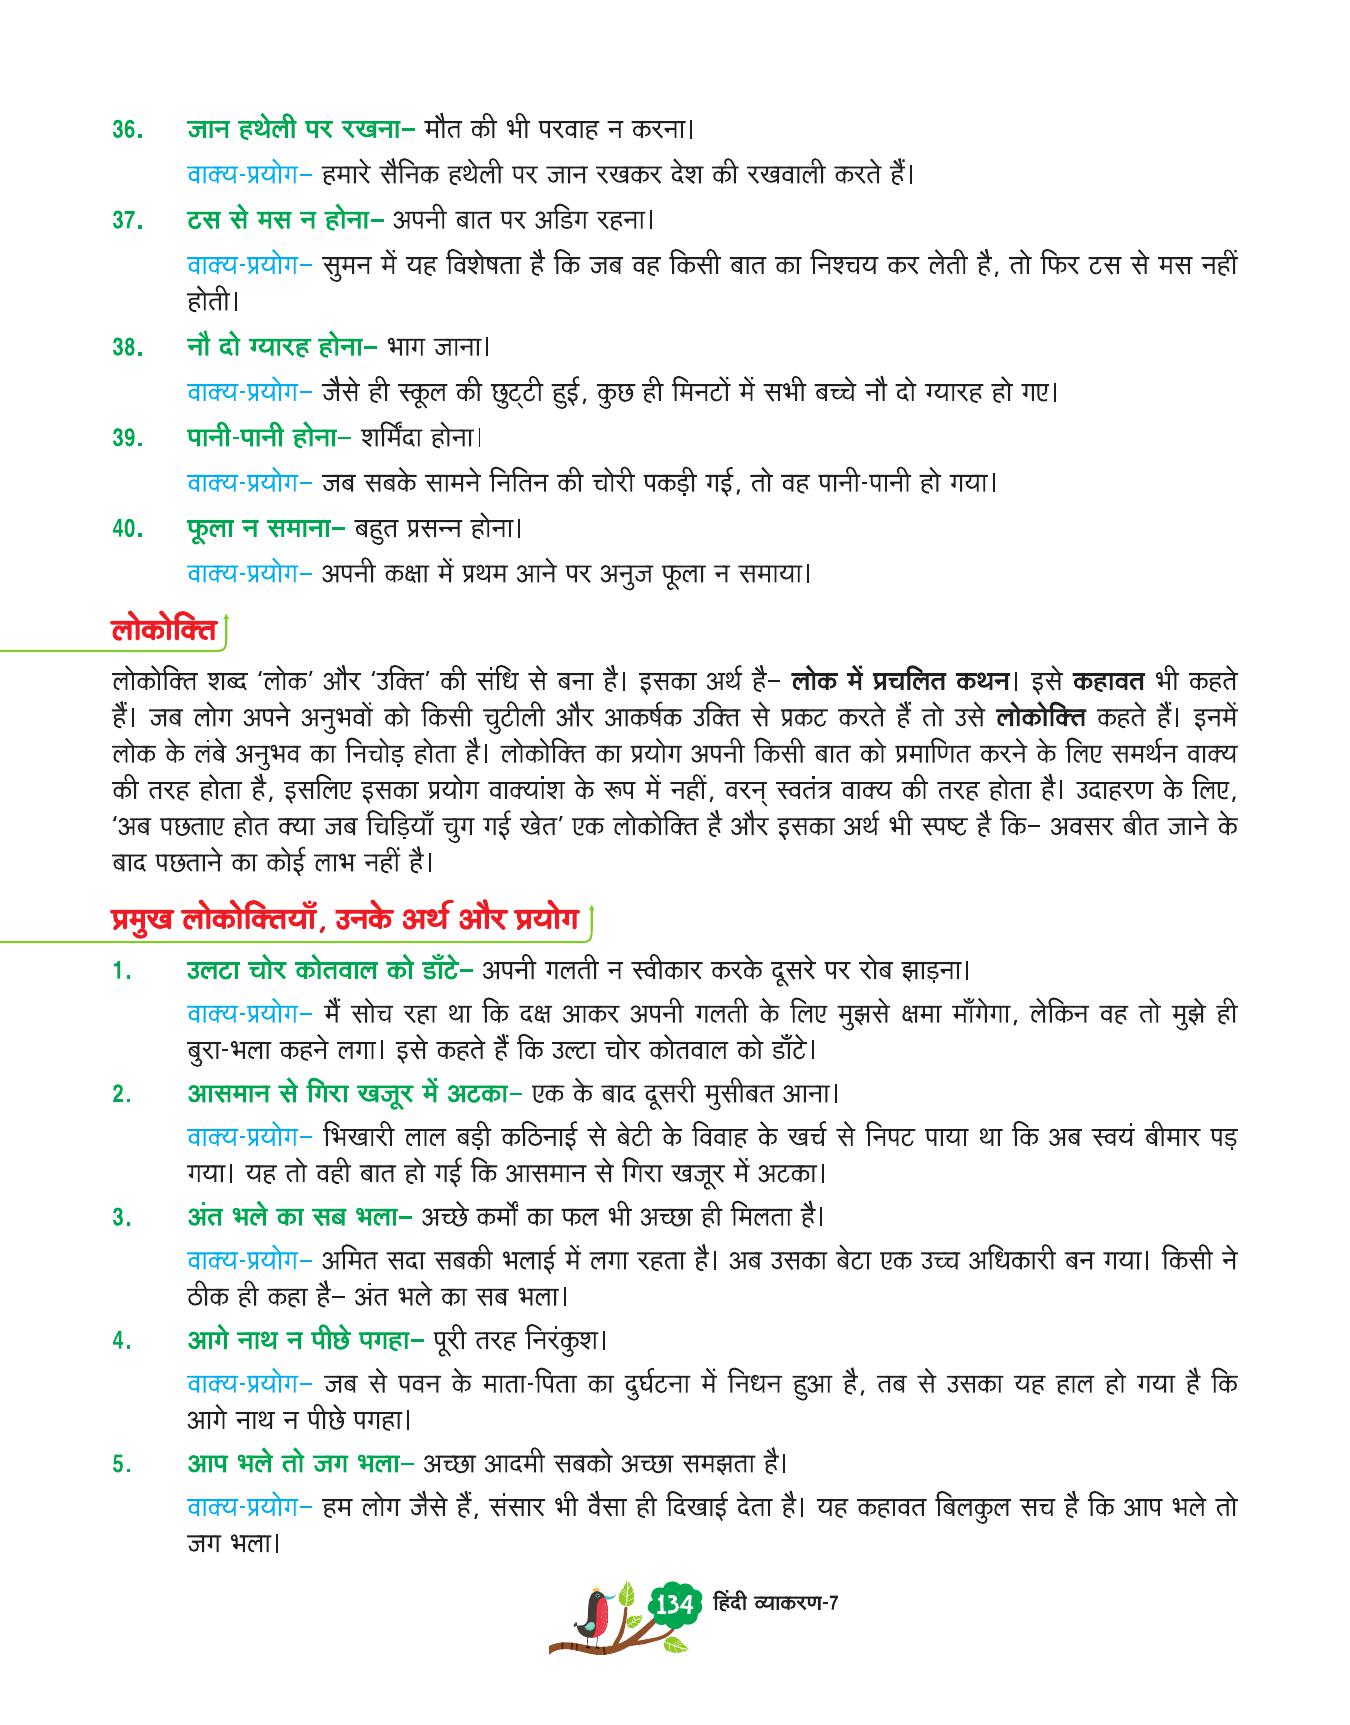 36. जान हथेली पर रखना– मौत की भी परवाह न करना।
वाक्य-प्रयोग– हमारे सैनिक हथेली पर जान रखकर देश की रखवाली करते हैं।
37. टस से मस न होना– अपनी बात पर अडिग रहना।
वाक्य-प्रयोग– सुमन में यह विशेषता है कि जब वह किसी बात का निश्चय कर लेती है, तो फिर टस से मस नहीं
होती।
38. नौ दो ग्यारह होना– भाग जाना।
वाक्य-प्रयोग– जैसे ही स्कूल की छुट्टी हुई, कुछ ही मिनटों में सभी बच्चे नौ दो ग्यारह हो गए।
39. पानी-पानी होना– शर्मिंदा होना।
वाक्य-प्रयोग– जब सबके सामने नितिन की चोरी पकड़ी गई, तो वह पानी-पानी हो गया।
40. फूला न समाना– बहुत प्रसन्न होना।
वाक्य-प्रयोग– अपनी कक्षा में प्रथम आने पर अनुज फूला न समाया।
लोकोक्ति
लोकोक्ति शब्द ‘लोक’ और ‘उक्ति’ की संधि से बना है। इसका अर्थ है– लोक में प्रचलित कथन। इसे कहावत भी कहते
हैं। जब लोग अपने अनुभवों को किसी चुटीली और आकर्षक उक्ति से प्रकट करते हैं तो उसे लोकोक्ति कहते हैं। इनमें
लोक के लंबे अनुभव का निचोड़ होता है। लोकोक्ति का प्रयोग अपनी किसी बात को प्रमाणित करने के लिए समर्थन वाक्य
की तरह होता है, इसलिए इसका प्रयोग वाक्यांश के रूप में नहीं, वरन् स्वतंत्र वाक्य की तरह होता है। उदाहरण के लिए,
‘अब पछताए होत क्या जब चिड़ियाँ चुग गई खेत’ एक लोकोक्ति है और इसका अर्थ भी स्पष्ट है कि– अवसर बीत जाने के
बाद पछताने का कोई लाभ नहीं है।
प्रमुख लोकोक्तियाँ, उनके अर्थ और प्रयोग
1. उलटा चोर कोतवाल को डाँटे– अपनी गलती न स्वीकार करके दूसरे पर रोब झाड़ना।
वाक्य-प्रयोग– मैं सोच रहा था कि दक्ष आकर अपनी गलती के लिए मुझसे क्षमा माँगेगा, लेकिन वह तो मुझे ही
बुरा-भला कहने लगा। इसे कहते हैं कि उल्टा चोर कोतवाल को डाँटे।
2. आसमान से गिरा खजूर में अटका– एक के बाद दूसरी मुसीबत आना।
वाक्य-प्रयोग– भिखारी लाल बड़ी कठिनाई से बेटी के विवाह के खर्च से निपट पाया था कि अब स्वयं बीमार पड़
गया। यह तो वही बात हो गई कि आसमान से गिरा खजूर में अटका।
3. अंत भले का सब भला– अच्छे कर्मों का फल भी अच्छा ही मिलता है।
वाक्य-प्रयोग– अमित सदा सबकी भलाई में लगा रहता है। अब उसका बेटा एक उच्च अधिकारी बन गया। किसी ने
ठीक ही कहा है– अंत भले का सब भला।
4. आगे नाथ न पीछे पगहा– पूरी तरह निरंकुश।
वाक्य-प्रयोग– जब से पवन के माता-पिता का दुर्घटना में निधन हुआ है, तब से उसका यह हाल हो गया है कि
आगे नाथ न पीछे पगहा।
5. आप भले तो जग भला– अच्छा आदमी सबको अच्छा समझता है।
वाक्य-प्रयोग– हम लोग जैसे हैं, संसार भी वैसा ही दिखाई देता है। यह कहावत बिलकुल सच है कि आप भले तो
जग भला।
134 हिंदी व्याकरण-7